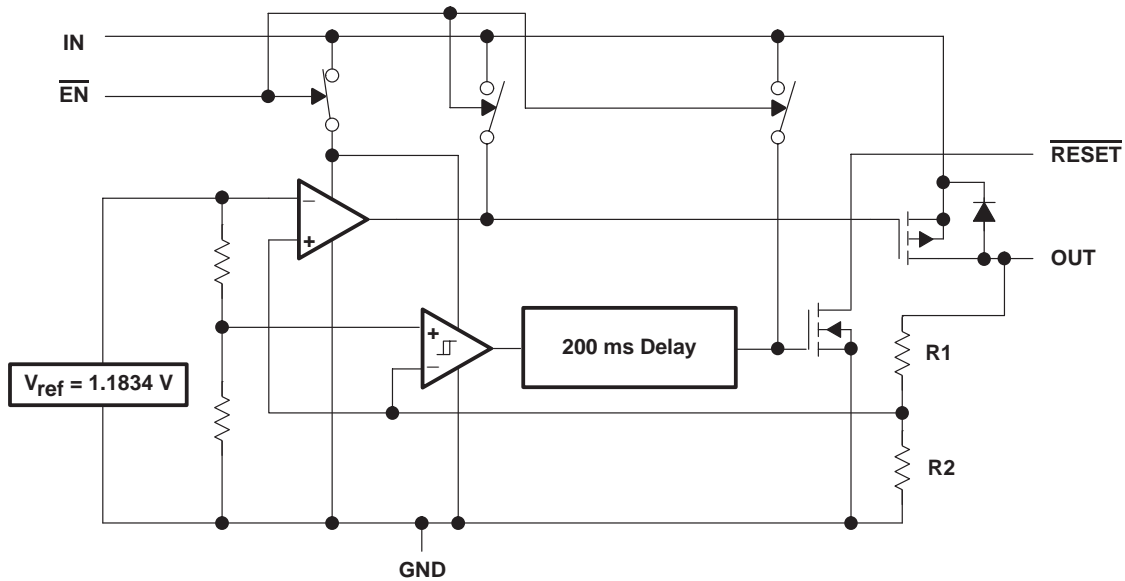 IN
EN
RESET
−
+
OUT
+
−
200 ms Delay
R1
Vref = 1.1834 V
R2
GND